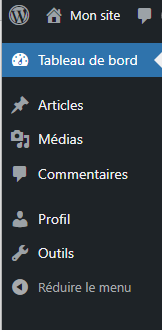 Mon site
Tableau de bord
Articles
Médias
Commentaires
Profil
Outils
Réduire le menu